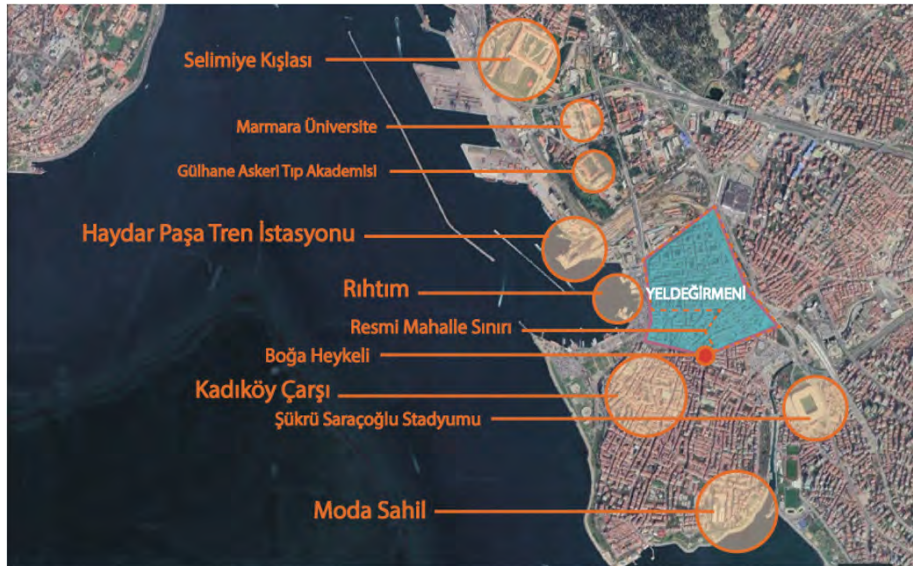 Selimiye Kışlası
Marmara Üniversite
Gülhane Askeri Tıp Akademisi
Haydar Paşa Tren İstasyonu
Rıhtım
YELDEĞİRMENİ
Resmi Mahalle Sınırı
Boğa Heykeli
Kadıköy Çarşı
Şükrü Saraçoğlu Stadyumu
Moda Sahil